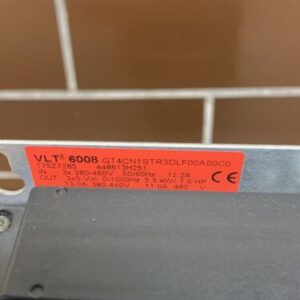 VLT® 6008 GT4CN1STR3DLF00A00C0
175Z7285 448613H251
IN: 3x 380-460V 50/60Hz 12.2A
OUT: 3x0-Vin 0-1000Hz 5.5 kW/ 7.5 HP
13.0A 380-440V 11.0A 460 V
CE